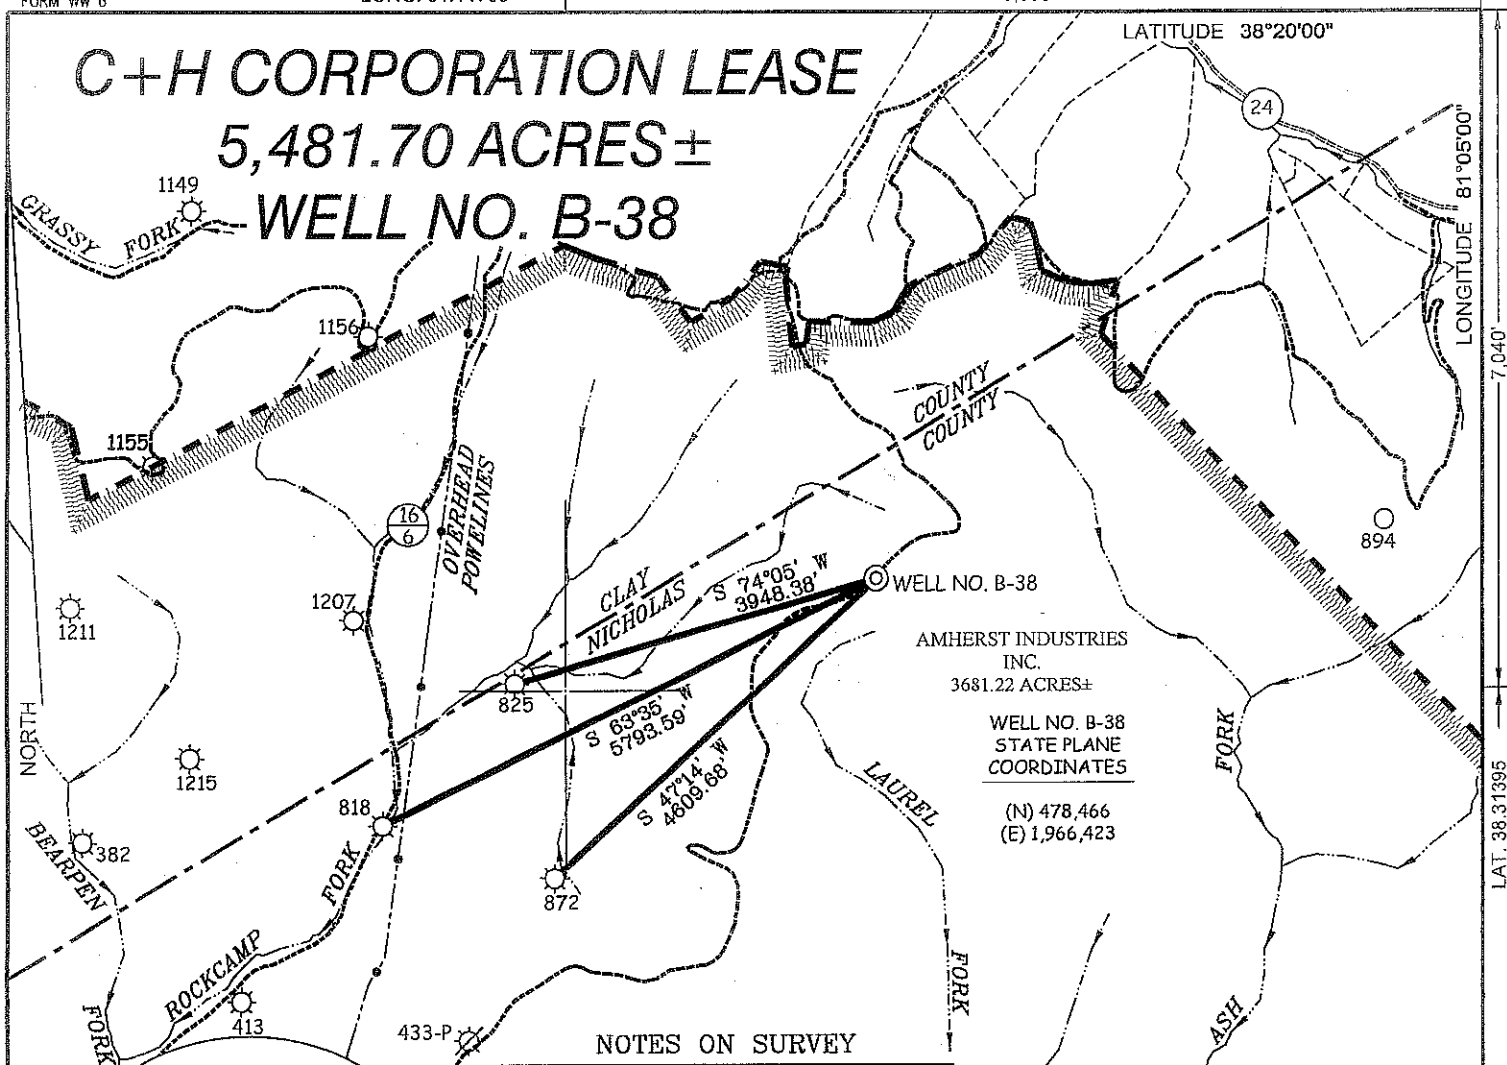 FORM WW 6
C+H CORPORATION LEASE
5,481.70 ACRES ±
WELL NO. B-38
LATITUDE 38°20'00"
LONGITUDE 81°05'00"
24
7,040'
LAT. 38.31395
1149
GRASSY FORK
1156
1155
16
6
OVERHEAD
POWELINES
COUNTY
COUNTY
CLAY
NICHOLAS
894
1211
1207
S 74°05' W
3948.38'
WELL NO. B-38
825
S 63°35' W
5793.59'
S 47°14' W
4609.68'
AMHERST INDUSTRIES
INC.
3681.22 ACRES±
WELL NO. B-38
STATE PLANE
COORDINATES
(N) 478,466
(E) 1,966,423
NORTH
1215
818
382
872
BEARPEN
FORK
ROCKCAMP
FORK
LAUREL
FORK
FORK
ASH
413
433-P
NOTES ON SURVEY